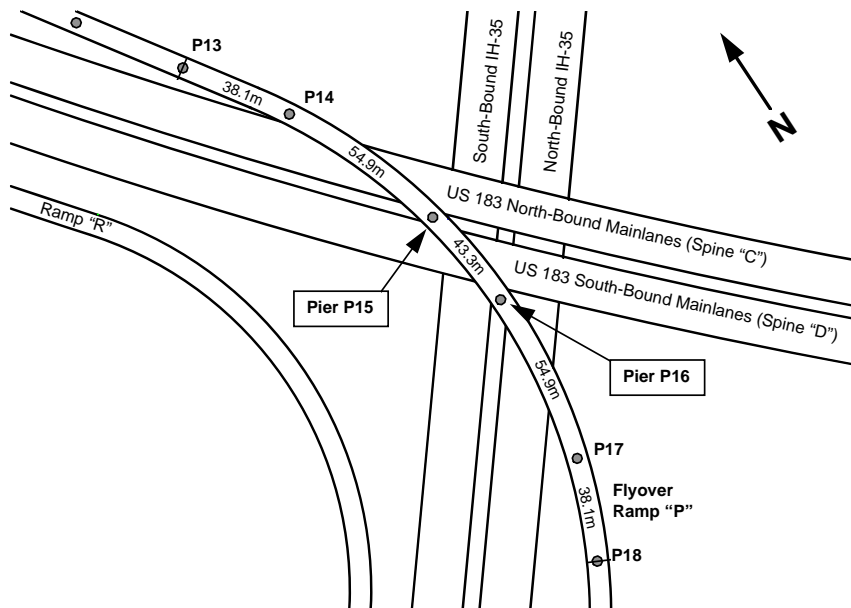 P13
38.1m
P14
South-Bound IH-35
North-Bound IH-35
N
54.9m
US 183 North-Bound Mainlanes (Spine “C”)
Ramp “R”
43.3m
US 183 South-Bound Mainlanes (Spine “D”)
Pier P15
54.9m
Pier P16
P17
38.1m
Flyover
Ramp “P”
P18